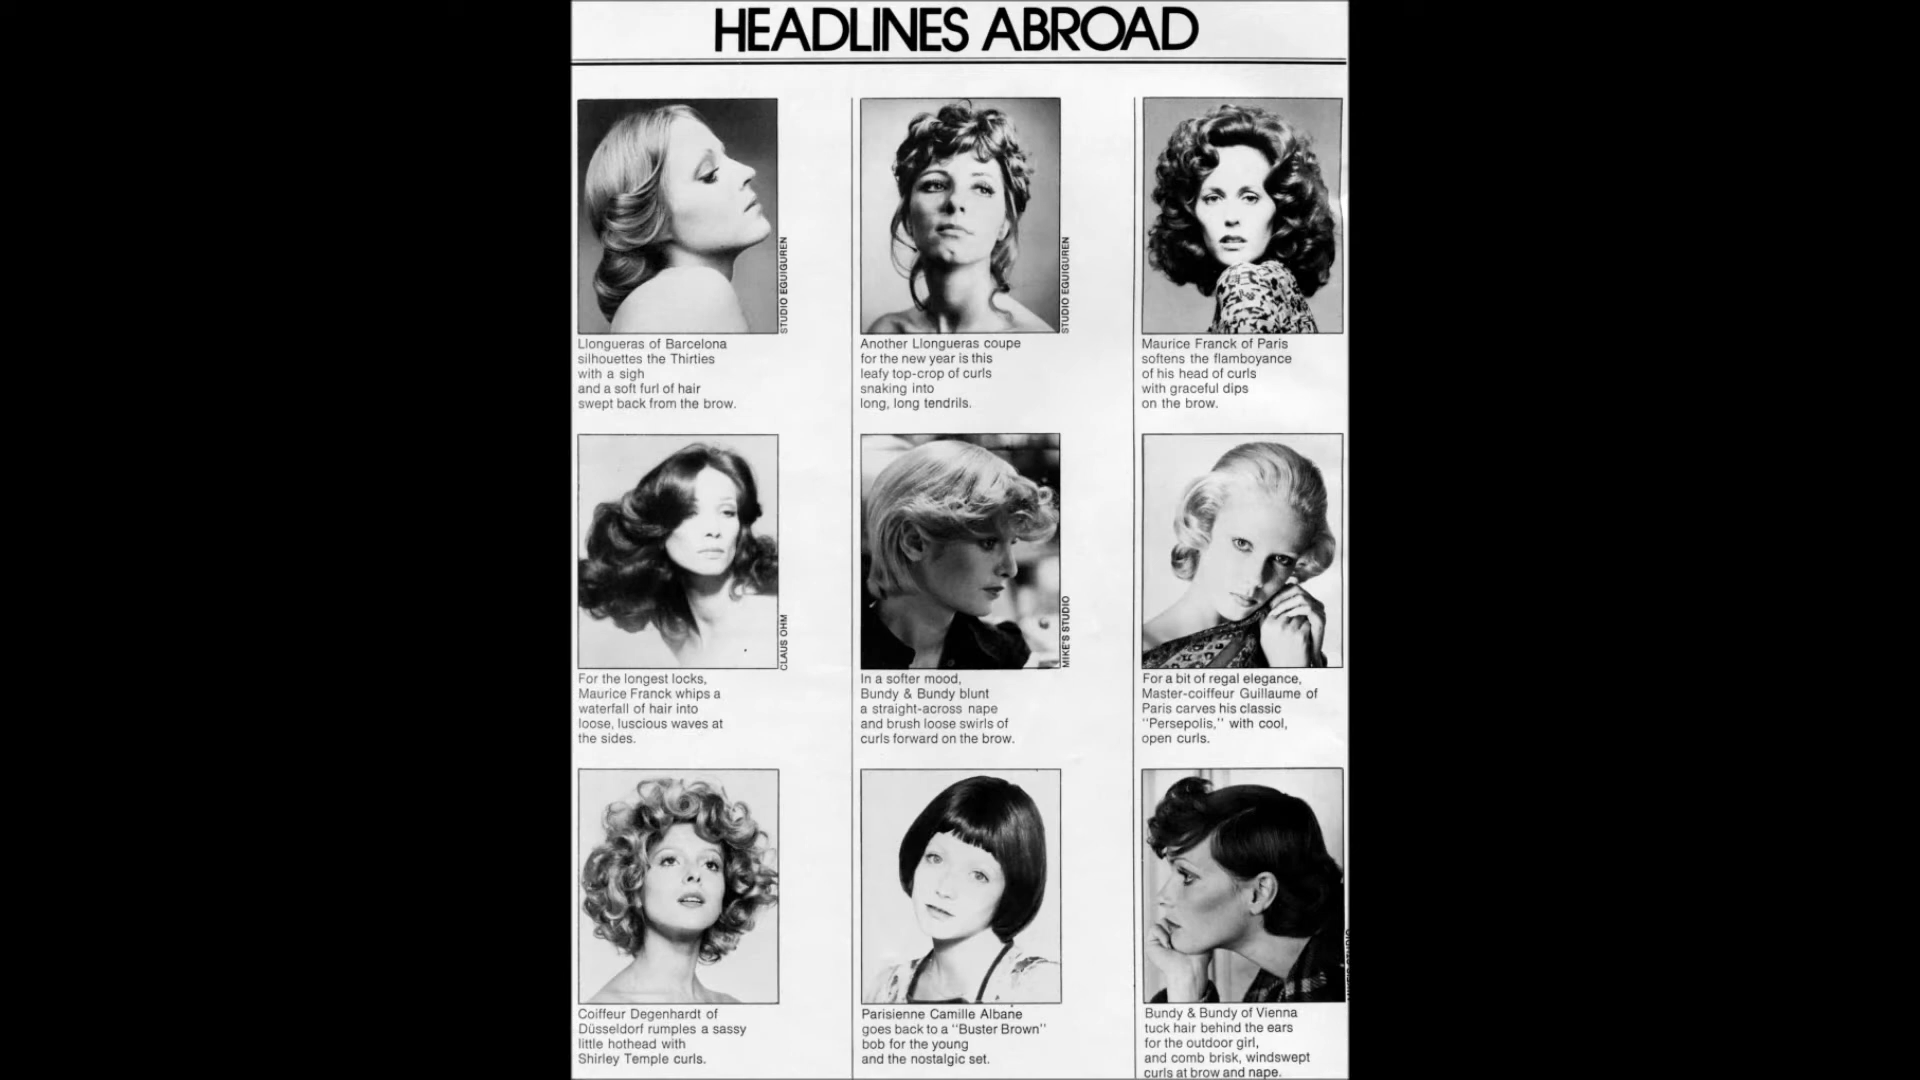 HEADLINES ABROAD
STUDIO EGUIGUREN
Llongueras of Barcelona
silhouettes the Thirties
with a sigh
and a soft furl of hair
swept back from the brow.
STUDIO EGUIGUREN
Another Llongueras coupe
for the new year is this
leafy top-crop of curls
snaking into
long, long tendrils.
Maurice Franck of Paris
softens the flamboyance
of his head of curls
with graceful dips
on the brow.
CLAUS OHM
For the longest locks,
Maurice Franck whips a
waterfall of hair into
loose, luscious waves at
the sides.
MIKE'S STUDIO
In a softer mood,
Bundy & Bundy blunt
a straight-across nape
and brush loose swirls of
curls forward on the brow.
For a bit of regal elegance,
Master-coiffeur Guillaume of
Paris carves his classic
"Persepolis," with cool,
open curls.
Coiffeur Degenhardt of
Düsseldorf rumples a sassy
little hothead with
Shirley Temple curls.
Parisienne Camille Albane
goes back to a "Buster Brown"
bob for the young
and the nostalgic set.
Bundy & Bundy of Vienna
tuck hair behind the ears
for the outdoor girl,
and comb brisk, windswept
curls at brow and nape.